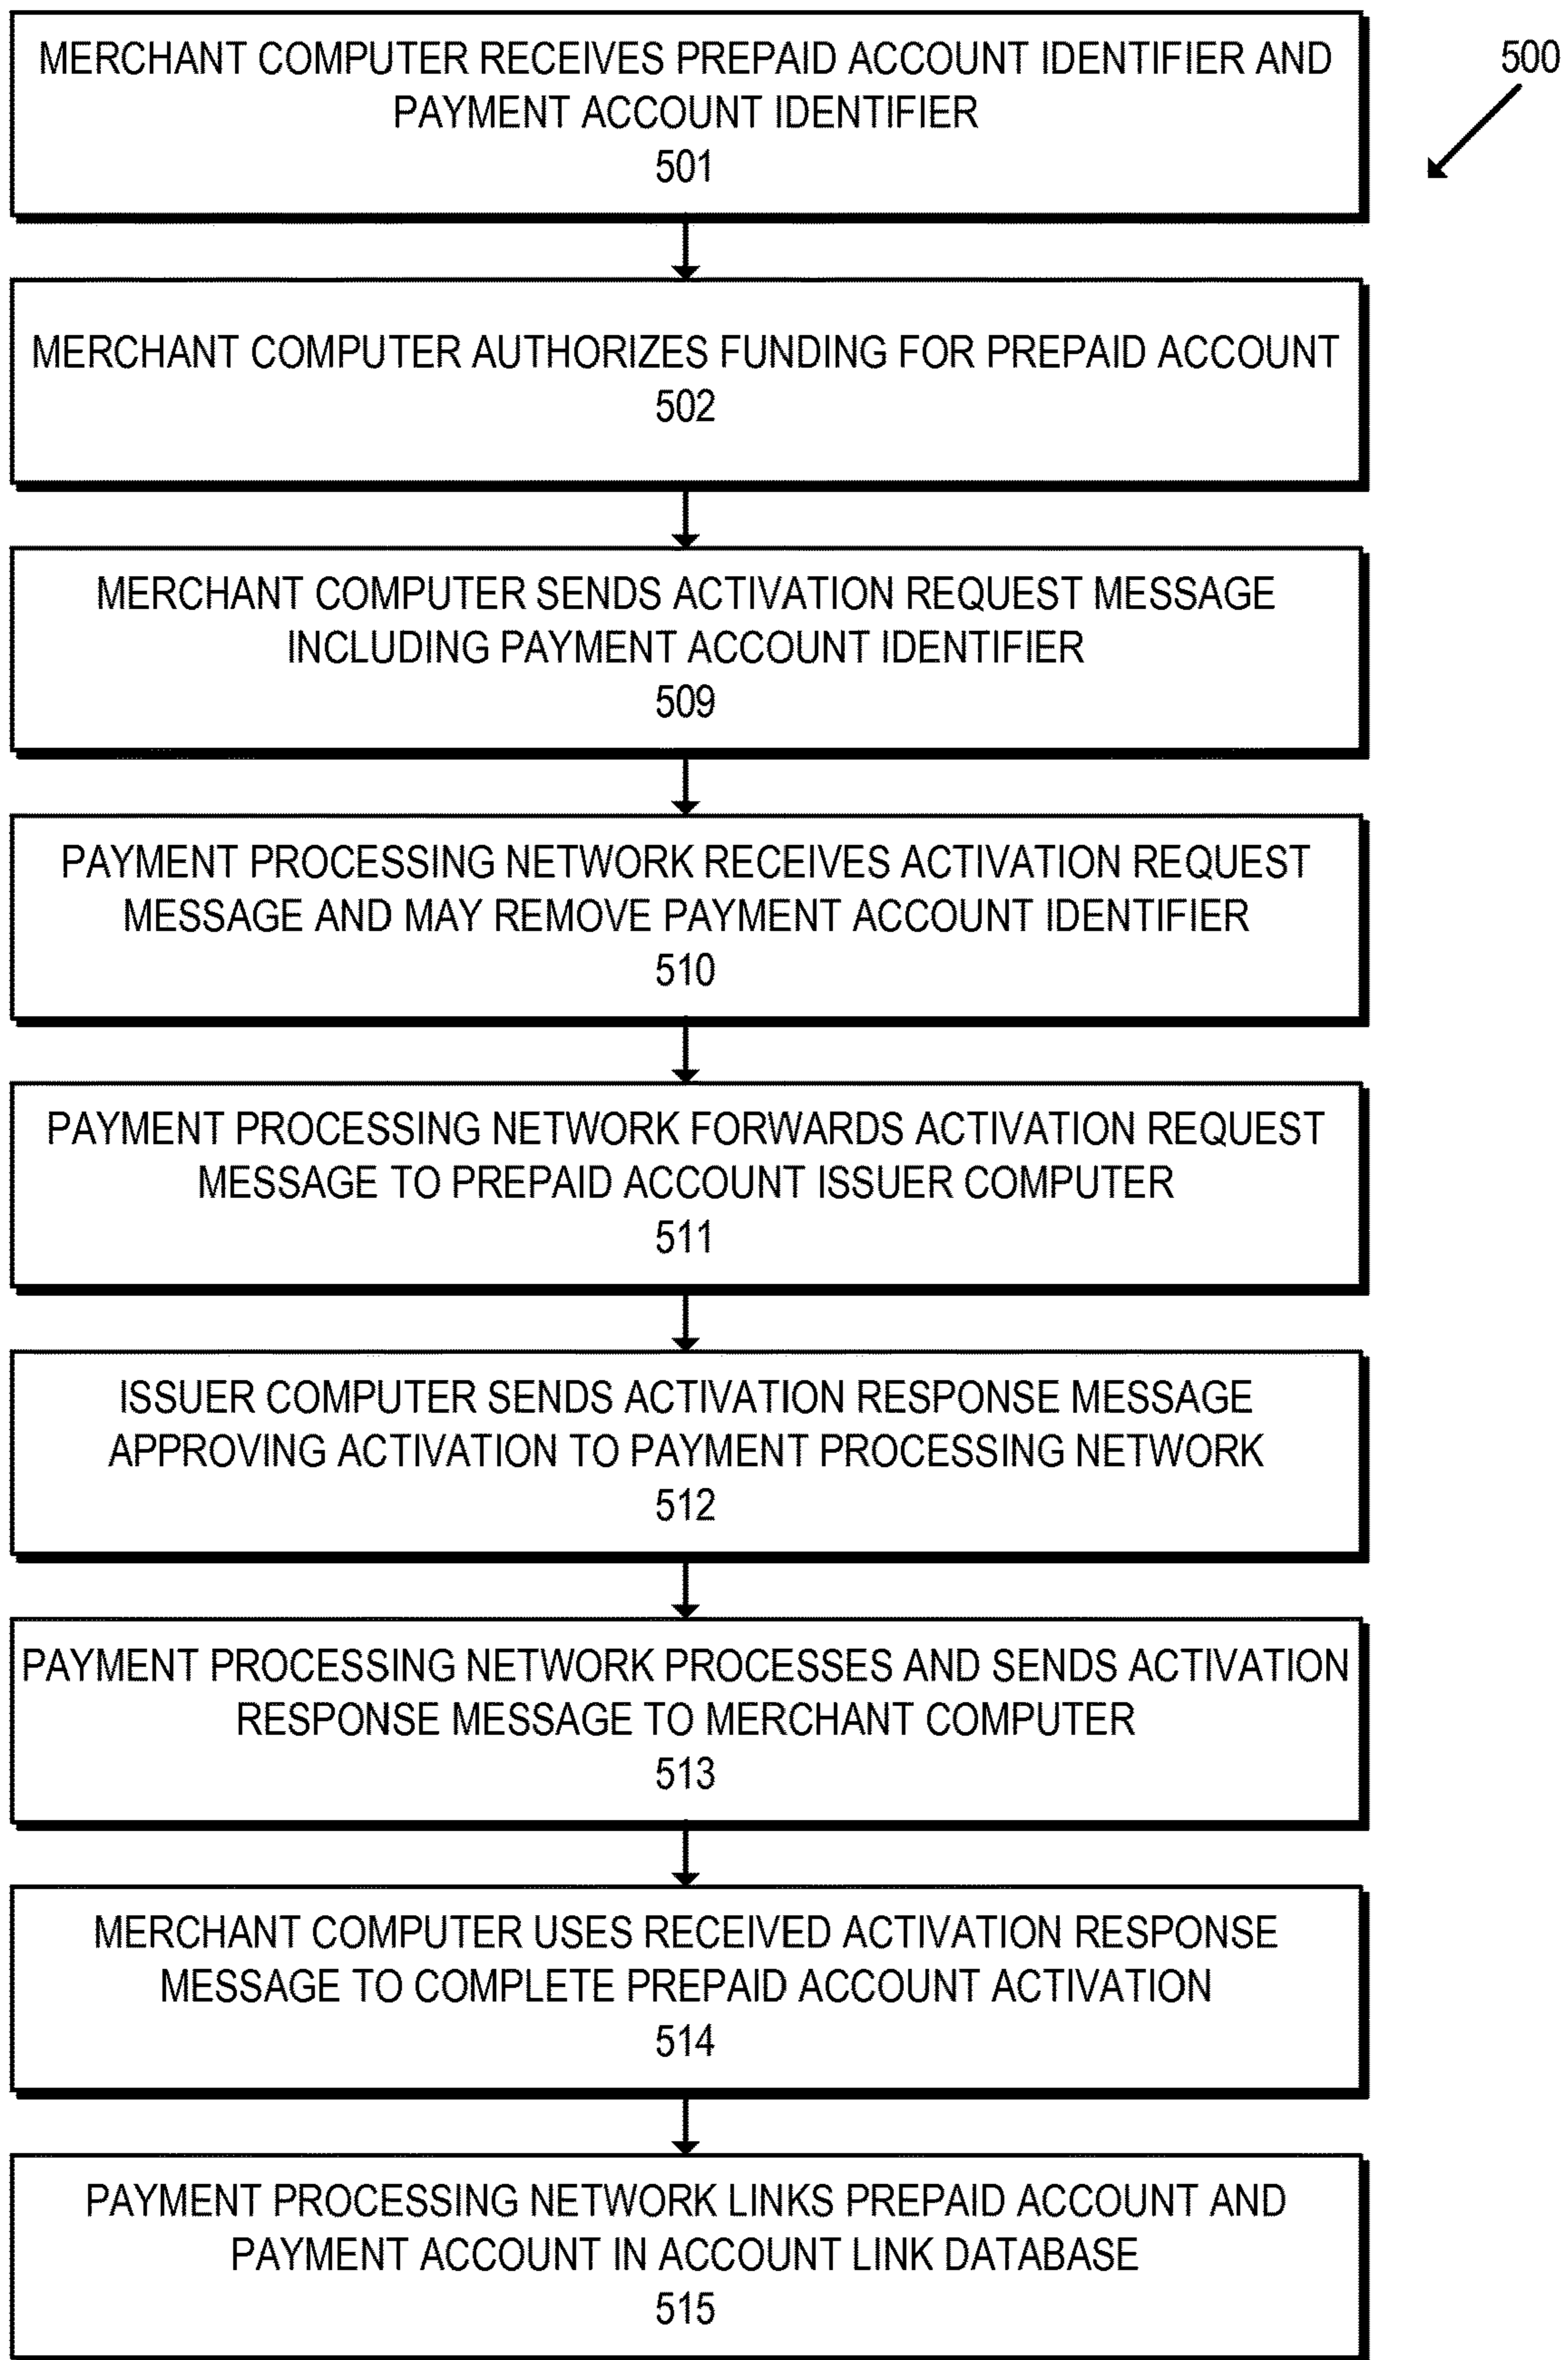 MERCHANT COMPUTER RECEIVES PREPAID ACCOUNT IDENTIFIER AND
PAYMENT ACCOUNT IDENTIFIER
501
500
MERCHANT COMPUTER AUTHORIZES FUNDING FOR PREPAID ACCOUNT
502
MERCHANT COMPUTER SENDS ACTIVATION REQUEST MESSAGE
INCLUDING PAYMENT ACCOUNT IDENTIFIER
509
PAYMENT PROCESSING NETWORK RECEIVES ACTIVATION REQUEST
MESSAGE AND MAY REMOVE PAYMENT ACCOUNT IDENTIFIER
510
PAYMENT PROCESSING NETWORK FORWARDS ACTIVATION REQUEST
MESSAGE TO PREPAID ACCOUNT ISSUER COMPUTER
511
ISSUER COMPUTER SENDS ACTIVATION RESPONSE MESSAGE
APPROVING ACTIVATION TO PAYMENT PROCESSING NETWORK
512
PAYMENT PROCESSING NETWORK PROCESSES AND SENDS ACTIVATION
RESPONSE MESSAGE TO MERCHANT COMPUTER
513
MERCHANT COMPUTER USES RECEIVED ACTIVATION RESPONSE
MESSAGE TO COMPLETE PREPAID ACCOUNT ACTIVATION
514
PAYMENT PROCESSING NETWORK LINKS PREPAID ACCOUNT AND
PAYMENT ACCOUNT IN ACCOUNT LINK DATABASE
515